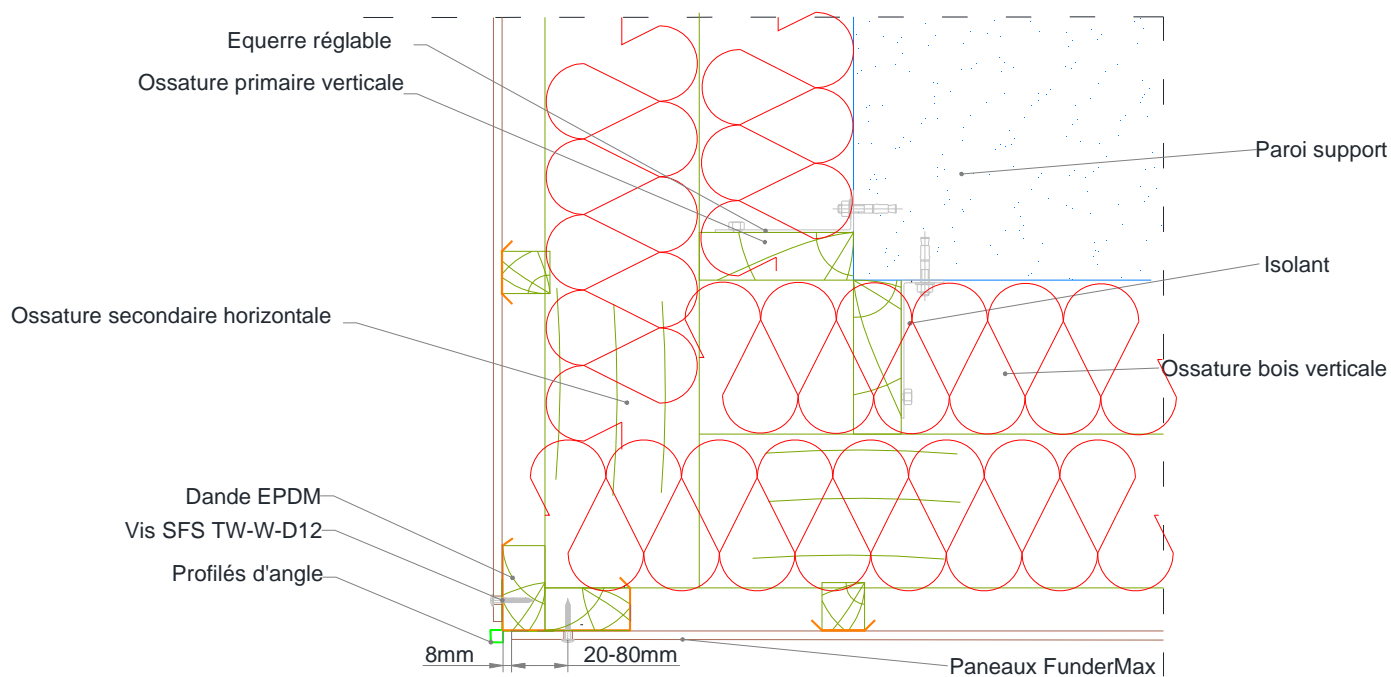 Equerre réglable
Ossature primaire verticale
Paroi support
Isolant
Ossature secondaire horizontale
Ossature bois verticale
Dande EPDM
Vis SFS TW-W-D12
Profilés d'angle
8mm
20-80mm
Paneaux FunderMax